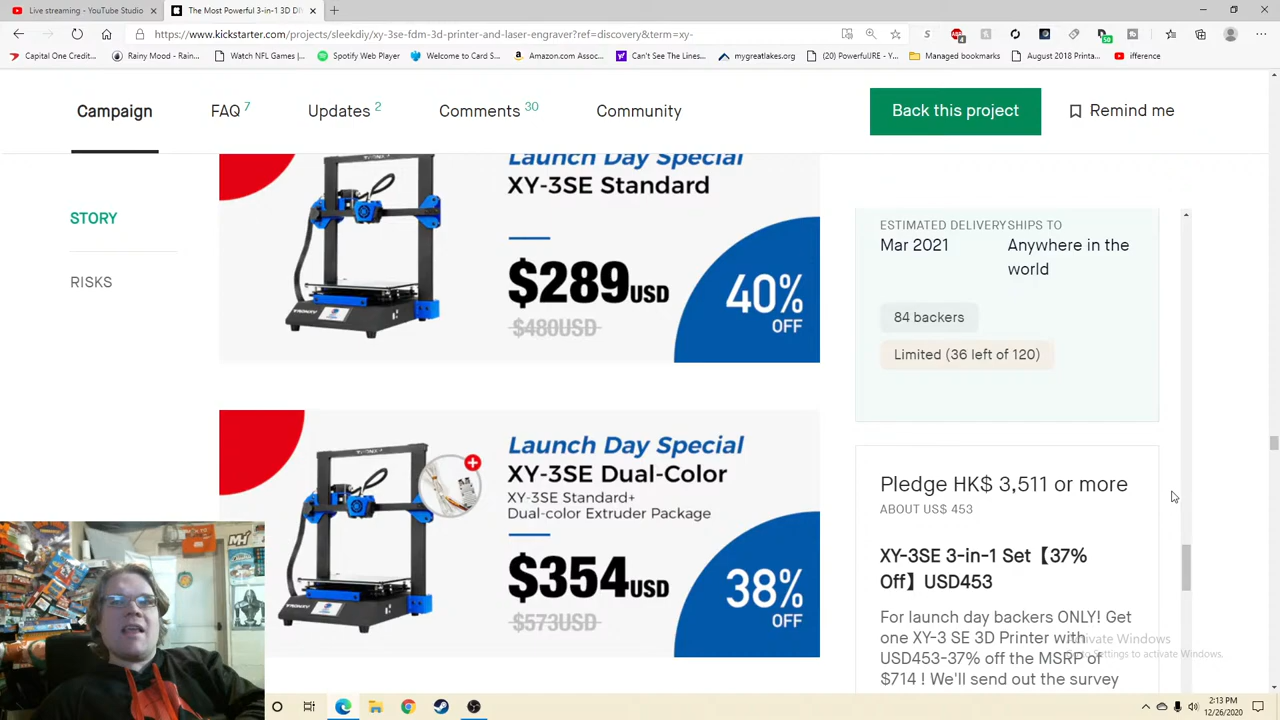 Live streaming - YouTube Studio
The Most Powerful 3-in-1 3D DI
https://www.kickstarter.com/projects/sleekdiy/xy-3se-fdm-3d-printer-and-laser-engraver?ref=discovery&term=xy-
Capital One Credit...
Rainy Mood - Rain...
Watch NFL Games |...
Spotify Web Player
Welcome to Card S...
Amazon.com Assoc...
Can't See The Lines...
mygreatlakes.org
(2) PowerfulJRE - Y...
Managed bookmarks
August 2018 Printa...
ifference
Campaign
FAQ 7
Updates 2
Comments 30
Community
Back this project
Remind me
STORY
RISKS
Launch Day Special
XY-3SE Standard
$289USD
$480USD
40%
OFF
Launch Day Special
XY-3SE Dual-Color
XY-3SE Standard+
Dual-color Extruder Package
$354USD
$573USD
38%
OFF
ESTIMATED DELIVERY
Mar 2021
SHIPS TO
Anywhere in the
world
84 backers
Limited (36 left of 120)
Pledge HK$ 3,511 or more
ABOUT US$ 453
XY-3SE 3-in-1 Set【37%
Off】USD453
For launch day backers ONLY! Get
one XY-3 SE 3D Printer with
USD453-37% off the MSRP of
$714 ! We'll send out the survey
Activate Windows
Go to Settings to activate Windows.
2:13 PM
12/26/2020